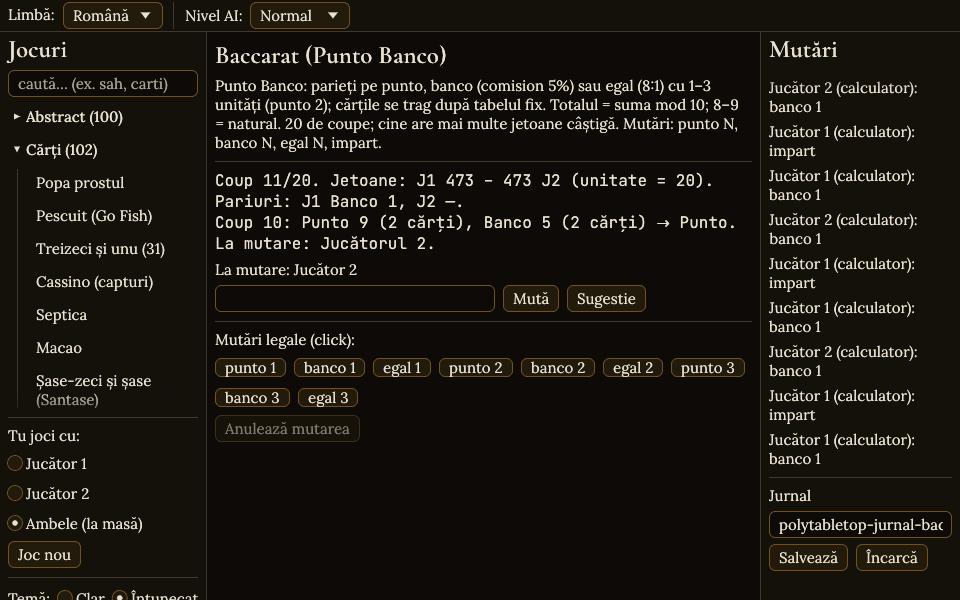 Limbă: Română Nivel AI: Normal
Jocuri
caută... (ex. sah, carti)
Abstract (100)
Cărți (102)
Popa prostul
Pescuit (Go Fish)
Treizeci și unu (31)
Cassino (capturi)
Septica
Macao
Șase-zeci și șase
(Santase)
Tu joci cu:
Jucător 1
Jucător 2
Ambele (la masă)
Joc nou
Temă: Clar Întunecat
Baccarat (Punto Banco)
Punto Banco: pariezi pe punto, banco (comision 5%) sau egal (8:1) cu 1–3
unități (punto 2); cărțile se trag după tabelul fix. Totalul = suma mod 10; 8–9
= natural. 20 de coupe; cine are mai multe jetoane câștigă. Mutări: punto N,
banco N, egal N, impart.
Coup 11/20. Jetoane: J1 473 – 473 J2 (unitate = 20).
Pariuri: J1 Banco 1, J2 —.
Coup 10: Punto 9 (2 cărți), Banco 5 (2 cărți) → Punto.
La mutare: Jucătorul 2.
La mutare: Jucător 2
Mută Sugestie
Mutări legale (click):
punto 1 banco 1 egal 1 punto 2 banco 2 egal 2 punto 3
banco 3 egal 3
Anulează mutarea
Mutări
Jucător 2 (calculator):
banco 1
Jucător 1 (calculator):
impart
Jucător 1 (calculator):
banco 1
Jucător 2 (calculator):
banco 1
Jucător 1 (calculator):
impart
Jucător 1 (calculator):
banco 1
Jucător 2 (calculator):
banco 1
Jucător 1 (calculator):
impart
Jucător 1 (calculator):
banco 1
Jurnal
polytabletop-jurnal-bac
Salvează Încarcă